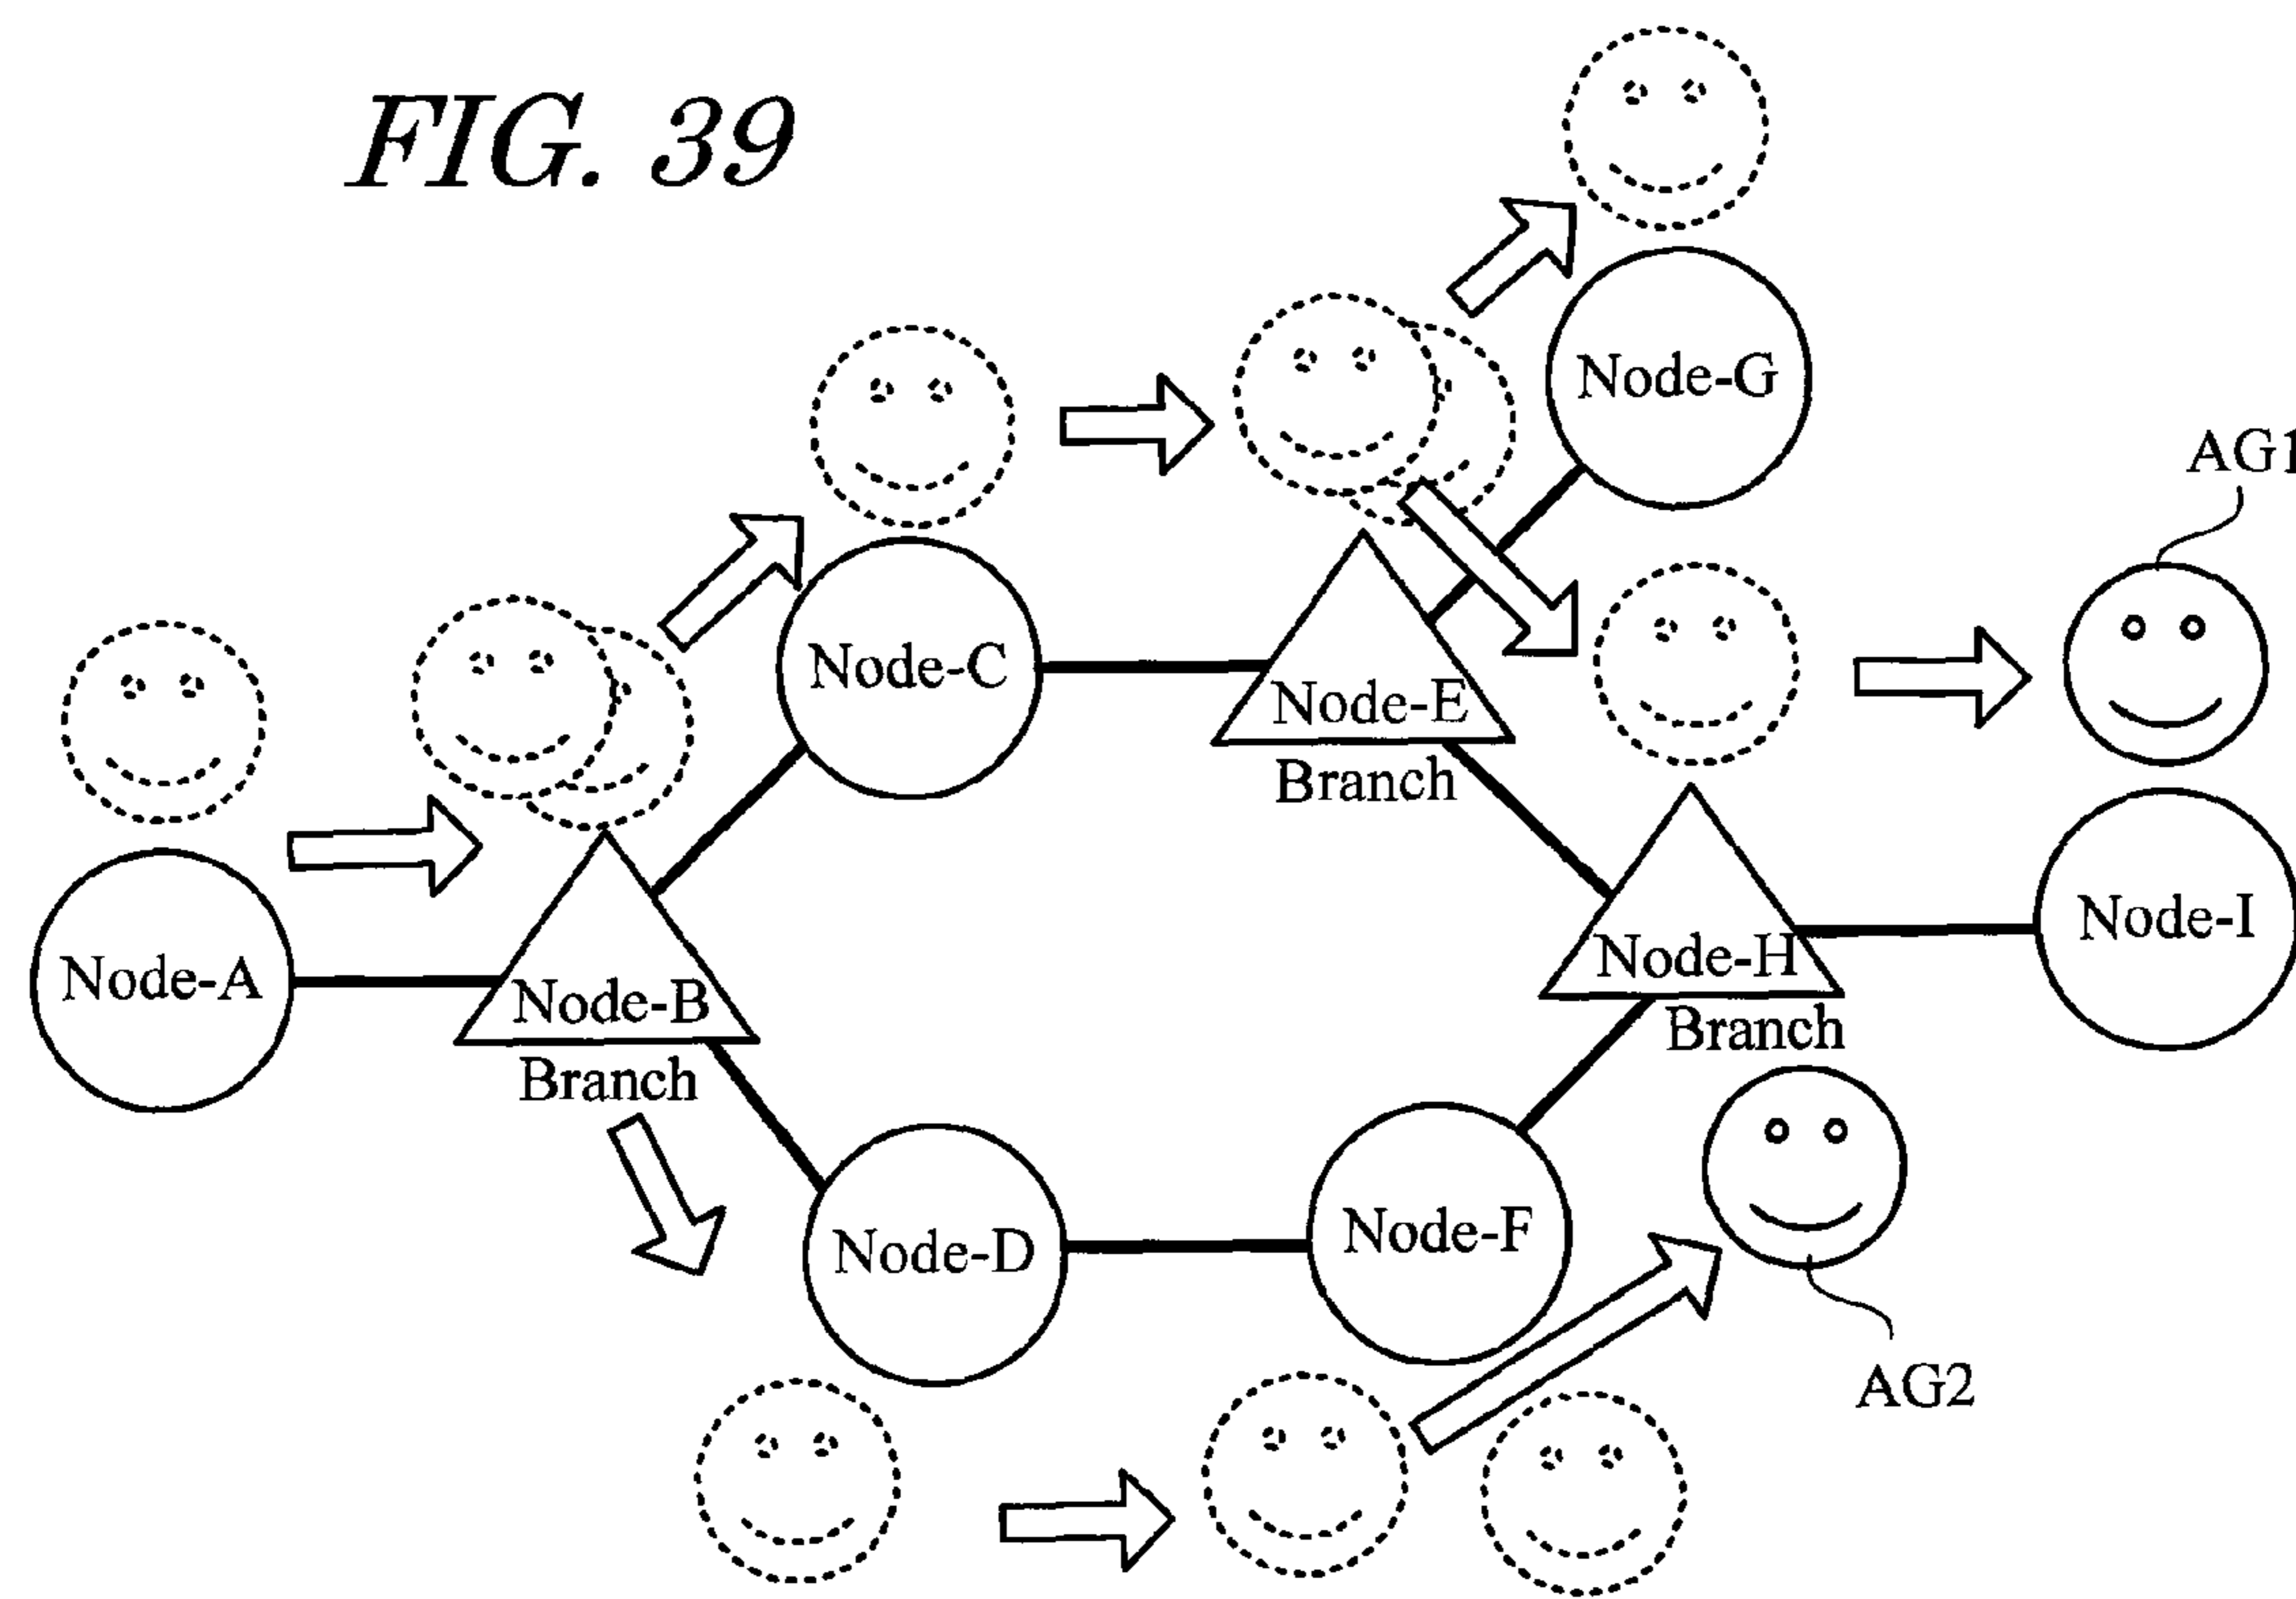 FIG. 39
Node-G
AG1
Node-C
Node-E
Branch
Node-A
Node-B
Branch
Node-H
Branch
Node-I
Node-D
Node-F
AG2